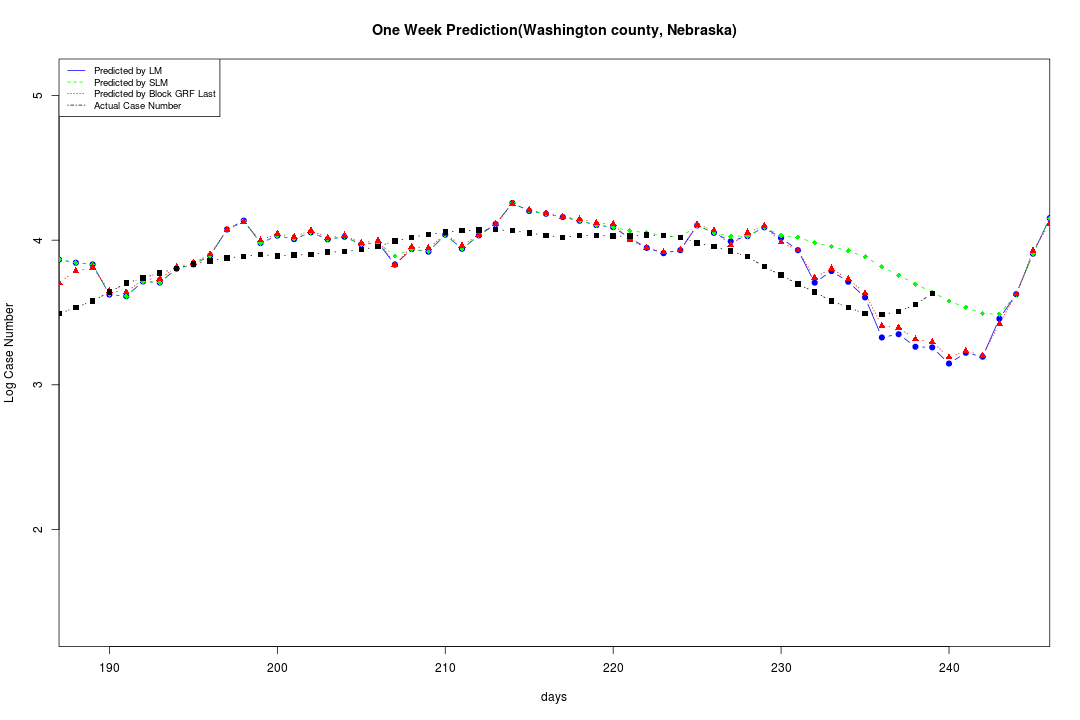 One Week Prediction(Washington county, Nebraska)
Predicted by LM
Predicted by SLM
Predicted by Block GRF Last
Actual Case Number
5
4
3
2
Log Case Number
190 200 210 220 230 240
days